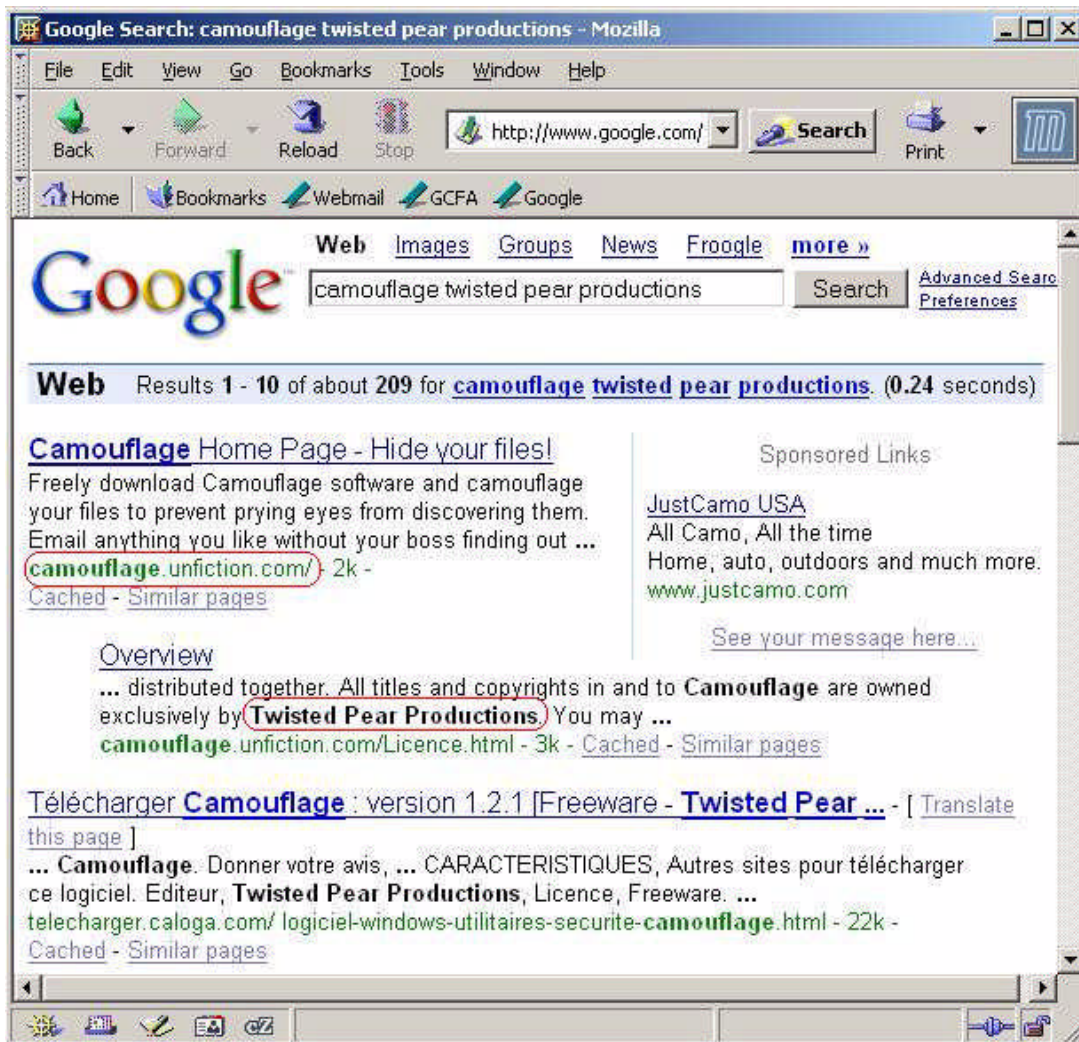 Google Search: camouflage twisted pear productions - Mozilla
File Edit View Go Bookmarks Tools Window Help
Back Forward Reload Stop http://www.google.com/ Search Print
Home Bookmarks Webmail GCFA Google
Web Images Groups News Froogle more »
Google™
camouflage twisted pear productions Search Advanced Searc
Preferences
Web Results 1 - 10 of about 209 for camouflage twisted pear productions. (0.24 seconds)
Camouflage Home Page - Hide your files!
Freely download Camouflage software and camouflage
your files to prevent prying eyes from discovering them.
Email anything you like without your boss finding out ...
camouflage.unfiction.com/ - 2k -
Cached - Similar pages
Sponsored Links
JustCamo USA
All Camo, All the time
Home, auto, outdoors and much more.
www.justcamo.com
See your message here...
Overview
... distributed together. All titles and copyrights in and to Camouflage are owned
exclusively by Twisted Pear Productions. You may ...
camouflage.unfiction.com/Licence.html - 3k - Cached - Similar pages
Télécharger Camouflage : version 1.2.1 [Freeware - Twisted Pear ... - [ Translate
this page ]
... Camouflage. Donner votre avis, ... CARACTERISTIQUES, Autres sites pour télécharger
ce logiciel. Editeur, Twisted Pear Productions, Licence, Freeware. ...
telecharger.caloga.com/ logiciel-windows-utilitaires-securite-camouflage.html - 22k -
Cached - Similar pages